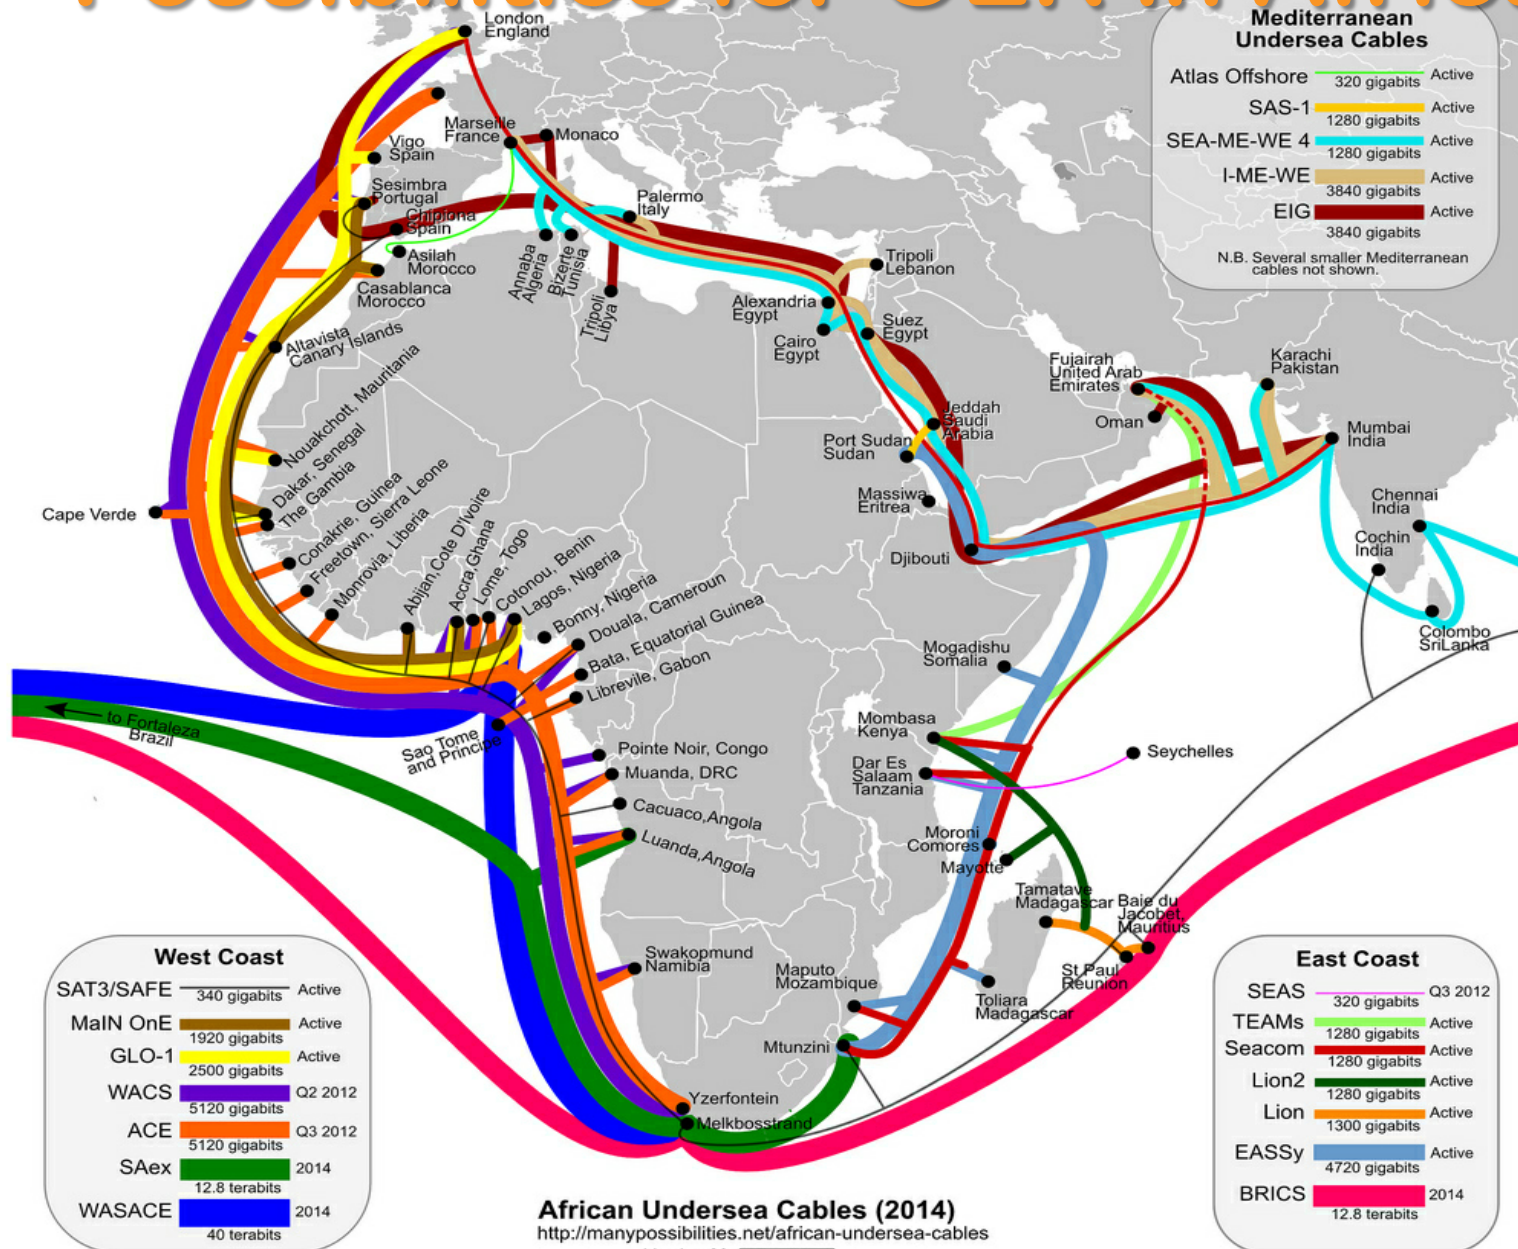 Possibilities for
London
England
Marseille
France
Monaco
Vigo
Spain
Sesimbra
Portugal
Chipiona
Spain
Asilah
Morocco
Casablanca
Morocco
Palermo
Italy
Annaba
Algeria
Bizerte
Tunisia
Tripoli
Libya
Tripoli
Lebanon
Alexandria
Egypt
Cairo
Egypt
Suez
Egypt
Altavista
Canary Islands
Nouakchott, Mauritania
Dakar, Senegal
The Gambia
Cape Verde
Conakrie, Guinea
Freetown, Sierra Leone
Monrovia, Liberia
Abijan,Cote D'Ivoire
Accra,Ghana
Lome, Togo
Cotonou, Benin
Lagos, Nigeria
Bonny, Nigeria
Douala, Cameroun
Bata, Equatorial Guinea
Librevile, Gabon
Jeddah
Saudi
Arabia
Port Sudan
Sudan
Massiwa
Eritrea
Djibouti
Fujairah
United Arab
Emirates
Oman
Karachi
Pakistan
Mumbai
India
Chennai
India
Cochin
India
Colombo
SriLanka
to Fortaleza
Brazil
Sao Tome
and Principe
Pointe Noir, Congo
Muanda, DRC
Cacuaco,Angola
Luanda,Angola
Mogadishu
Somalia
Mombasa
Kenya
Dar Es
Salaam
Tanzania
Seychelles
Moroni
Comores
Mayotte
Tamatave
Madagascar
Baie du
Jacobet,
Mauritius
St Paul
Reunion
Toliara
Madagascar
Swakopmund
Namibia
Maputo
Mozambique
Mtunzini
Yzerfontein
Melkbosstrand
Mediterranean
Undersea Cables
Atlas Offshore Active
320 gigabits
SAS-1 Active
1280 gigabits
SEA-ME-WE 4 Active
1280 gigabits
I-ME-WE Active
3840 gigabits
EIG Active
3840 gigabits
N.B. Several smaller Mediterranean
cables not shown.
West Coast
SAT3/SAFE Active
340 gigabits
MaIN OnE Active
1920 gigabits
GLO-1 Active
2500 gigabits
WACS Q2 2012
5120 gigabits
ACE Q3 2012
5120 gigabits
SAex 2014
12.8 terabits
WASACE 2014
40 terabits
East Coast
SEAS Q3 2012
320 gigabits
TEAMs Active
1280 gigabits
Seacom Active
1280 gigabits
Lion2 Active
1280 gigabits
Lion Active
1300 gigabits
EASSy Active
4720 gigabits
BRICS 2014
12.8 terabits
African Undersea Cables (2014)
http://manypossibilities.net/african-undersea-cables